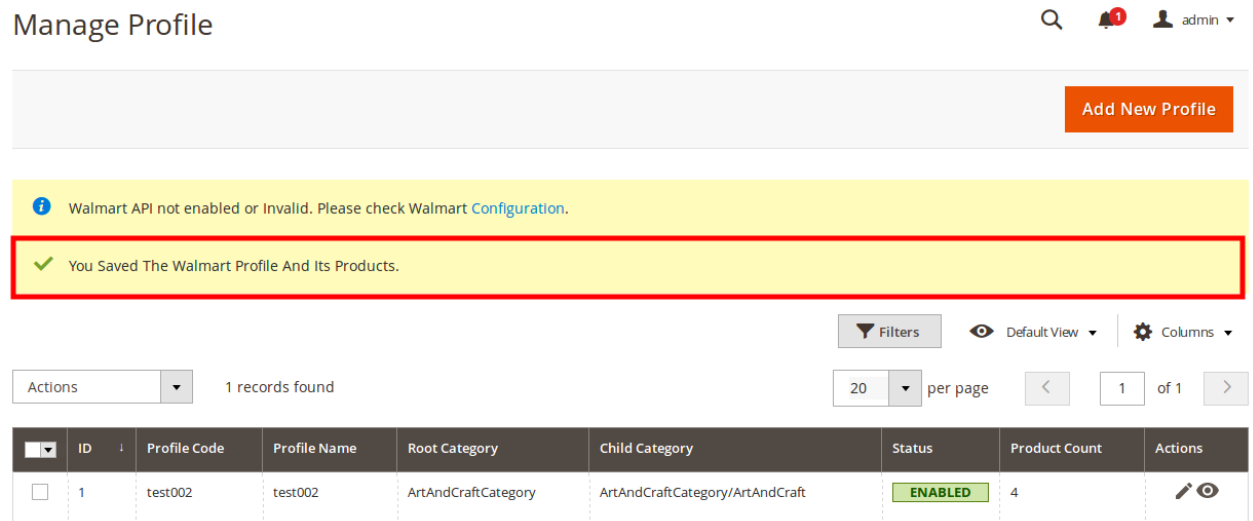 Manage Profile
1
admin
Add New Profile
Walmart API not enabled or Invalid. Please check Walmart Configuration.
You Saved The Walmart Profile And Its Products.
Filters
Default View
Columns
Actions
1 records found
20
per page
1
of 1
ID ↓ Profile Code Profile Name Root Category Child Category Status Product Count Actions
1 test002 test002 ArtAndCraftCategory ArtAndCraftCategory/ArtAndCraft ENABLED 4